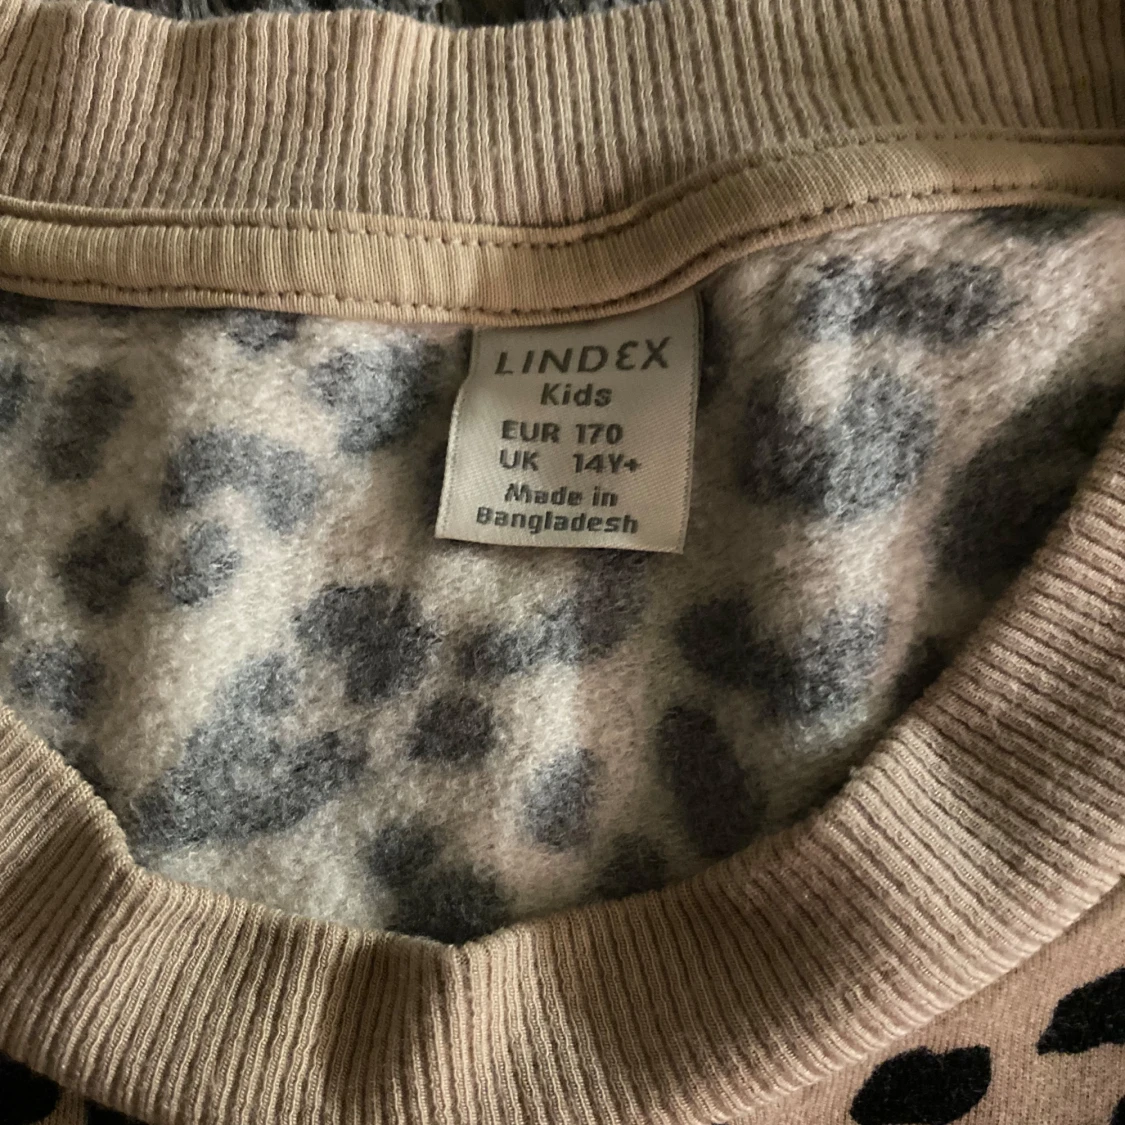 LINDEX
Kids
EUR 170
UK 14Y+
Made in
Bangladesh